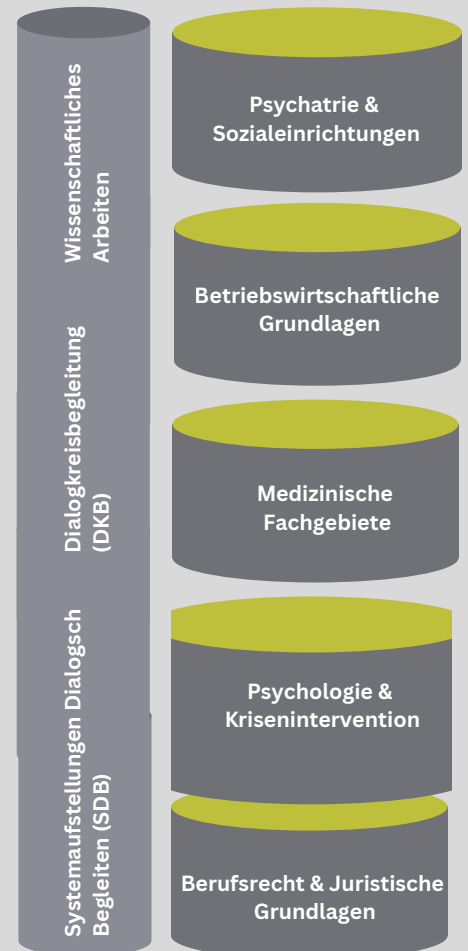 Wissenschaftliches
Arbeiten
Dialogkreisbegleitung
(DKB)
Systemaufstellungen Dialogsch
Begleiten (SDB)
Psychatrie &
Sozialeinrichtungen
Betriebswirtschaftliche
Grundlagen
Medizinische
Fachgebiete
Psychologie &
Krisenintervention
Berufsrecht & Juristische
Grundlagen